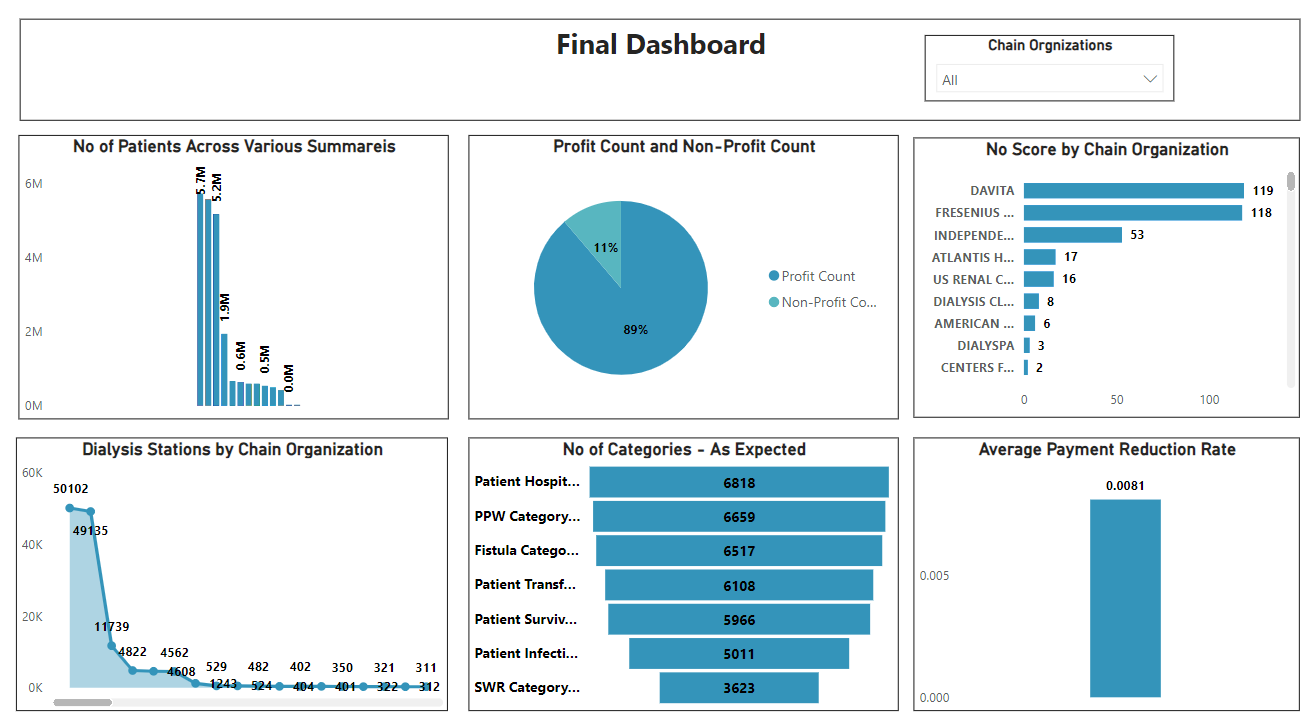 Final Dashboard
Chain Orgnizations
All
No of Patients Across Various Summareis
6M
4M
2M
0M
5.7M
5.2M
1.9M
0.6M
0.5M
0.0M
Profit Count and Non-Profit Count
11%
89%
Profit Count
Non-Profit Co...
No Score by Chain Organization
DAVITA 119
FRESENIUS ... 118
INDEPENDE... 53
ATLANTIS H... 17
US RENAL C... 16
DIALYSIS CL... 8
AMERICAN ... 6
DIALYSPA 3
CENTERS F... 2
0 50 100
Dialysis Stations by Chain Organization
60K
40K
20K
0K
50102
49135
11739
4822
4562
4608
529
1243
482
524
402
404
350
401
321
322
311
312
No of Categories - As Expected
Patient Hospit... 6818
PPW Category... 6659
Fistula Catego... 6517
Patient Transf... 6108
Patient Surviv... 5966
Patient Infecti... 5011
SWR Category... 3623
Average Payment Reduction Rate
0.0081
0.005
0.000